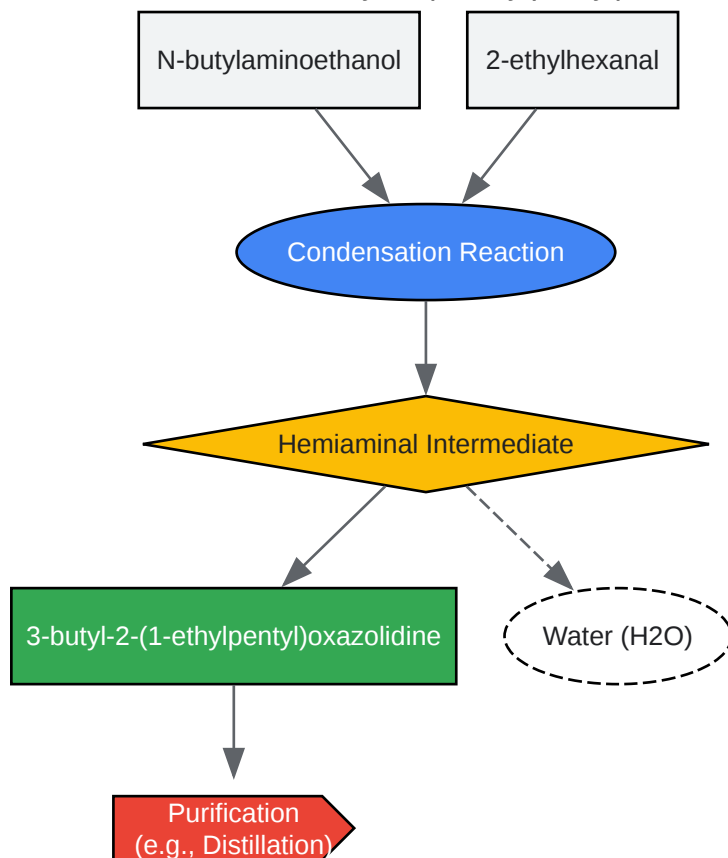 N-butylaminoethanol
2-ethylhexanal
Condensation Reaction
Hemiaminal Intermediate
3-butyl-2-(1-ethylpentyl)oxazolidine
Water (H2O)
Purification
(e.g., Distillation)